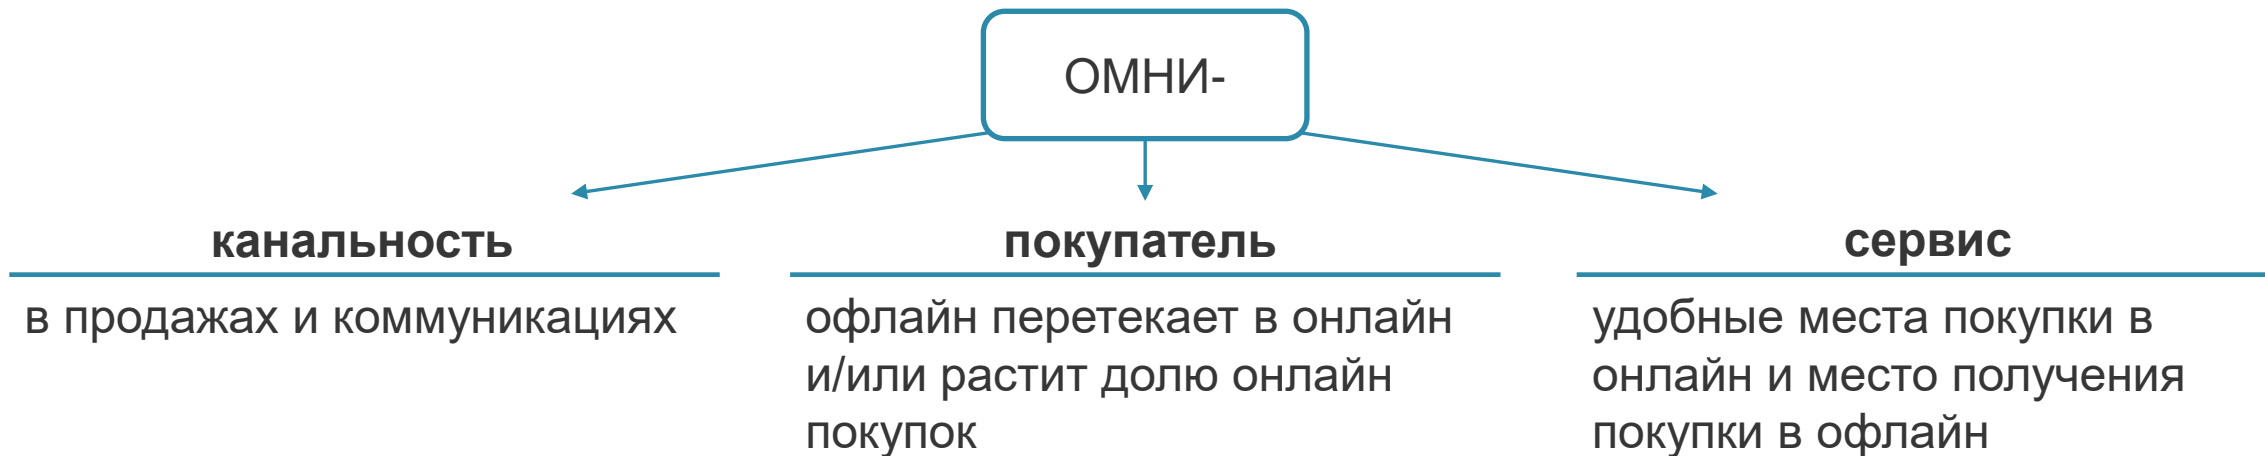 ОМНИ-
канальность
в продажах и коммуникациях
покупатель
офлайн перетекает в онлайн
и/или растит долю онлайн
покупок
сервис
удобные места покупки в
онлайн и место получения
покупки в офлайн